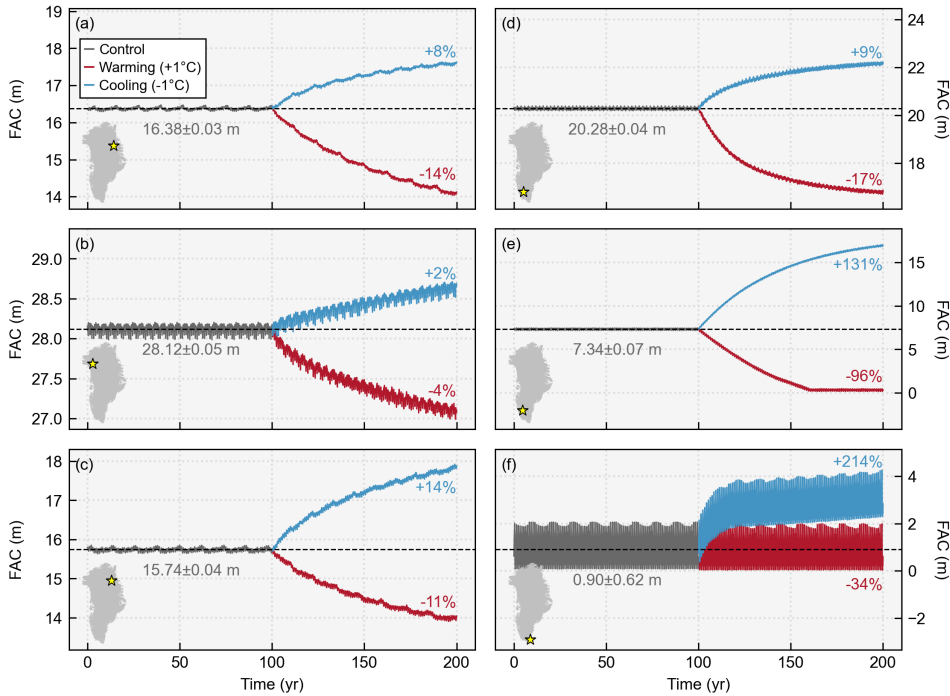 (a)
Control
Warming (+1°C)
Cooling (-1°C)
+8%
16.38±0.03 m
-14%
FAC (m)
19
18
17
16
15
14
(d)
+9%
20.28±0.04 m
-17%
24
22
20
18
FAC (m)
(b)
+2%
28.12±0.05 m
-4%
FAC (m)
29.0
28.5
28.0
27.5
27.0
(e)
+131%
7.34±0.07 m
-96%
15
10
5
0
FAC (m)
(c)
+14%
15.74±0.04 m
-11%
FAC (m)
18
17
16
15
14
0 50 100 150 200
Time (yr)
(f)
+214%
0.90±0.62 m
-34%
4
2
0
−2
FAC (m)
0 50 100 150 200
Time (yr)